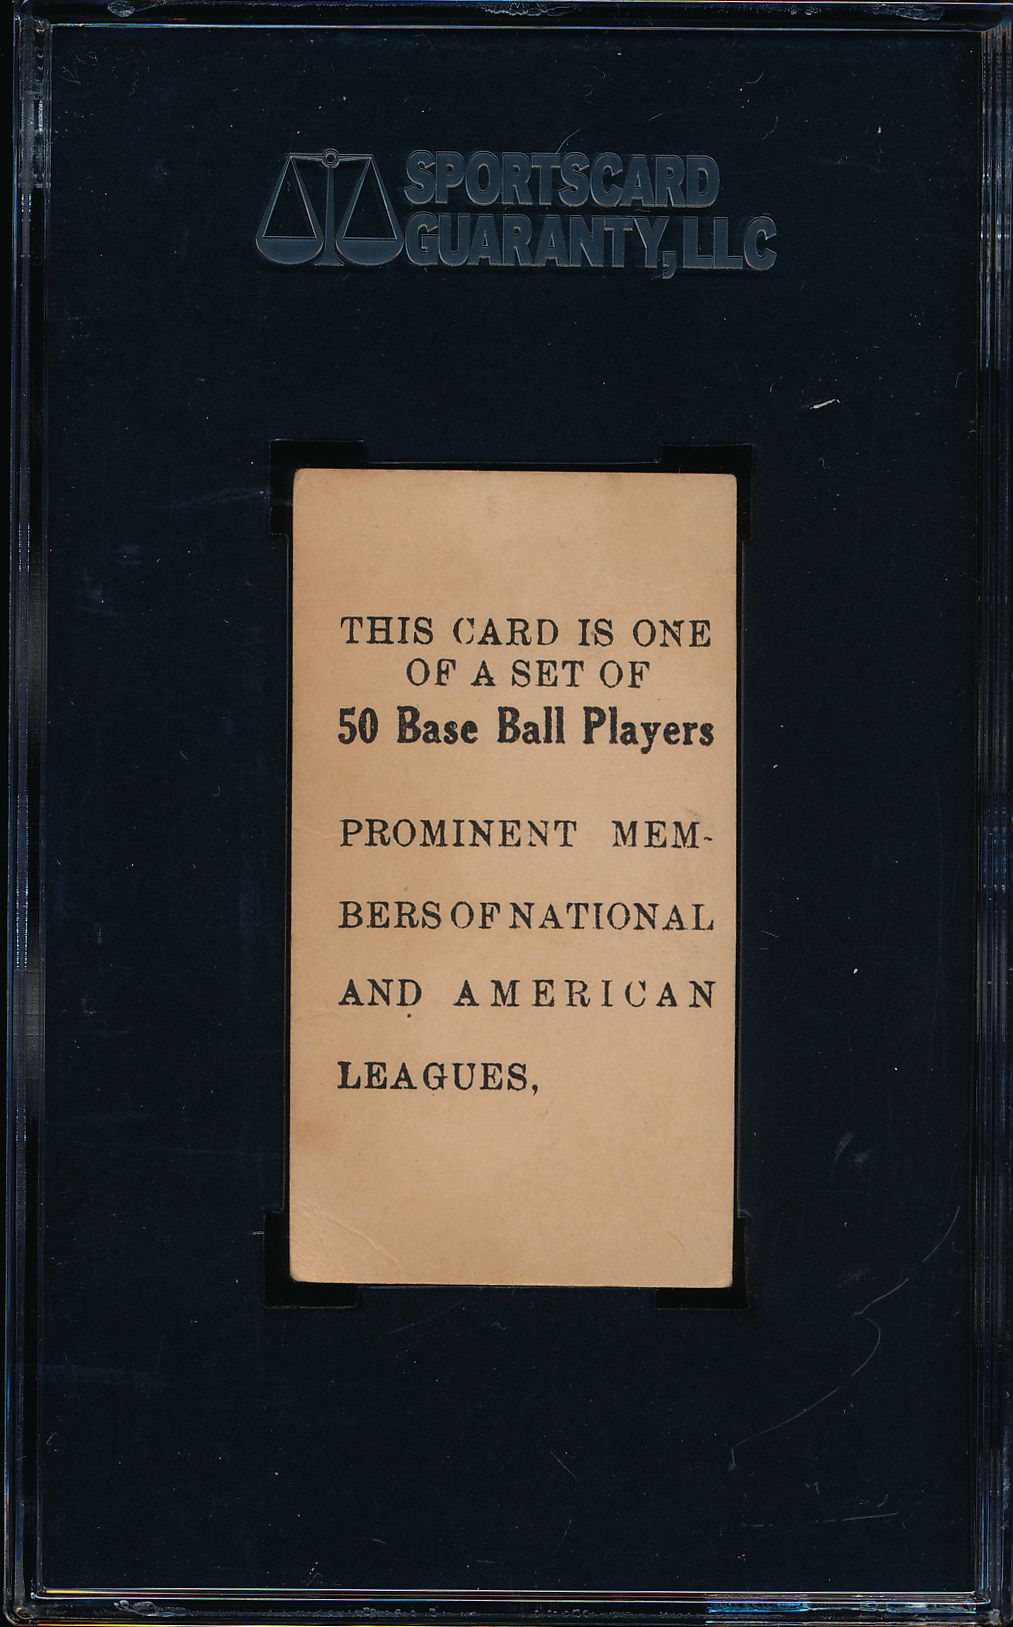 SPORTSCARD
GUARANTY, LLC
THIS CARD IS ONE
OF A SET OF
50 Base Ball Players
PROMINENT MEM-
BERS OF NATIONAL
AND AMERICAN
LEAGUES,